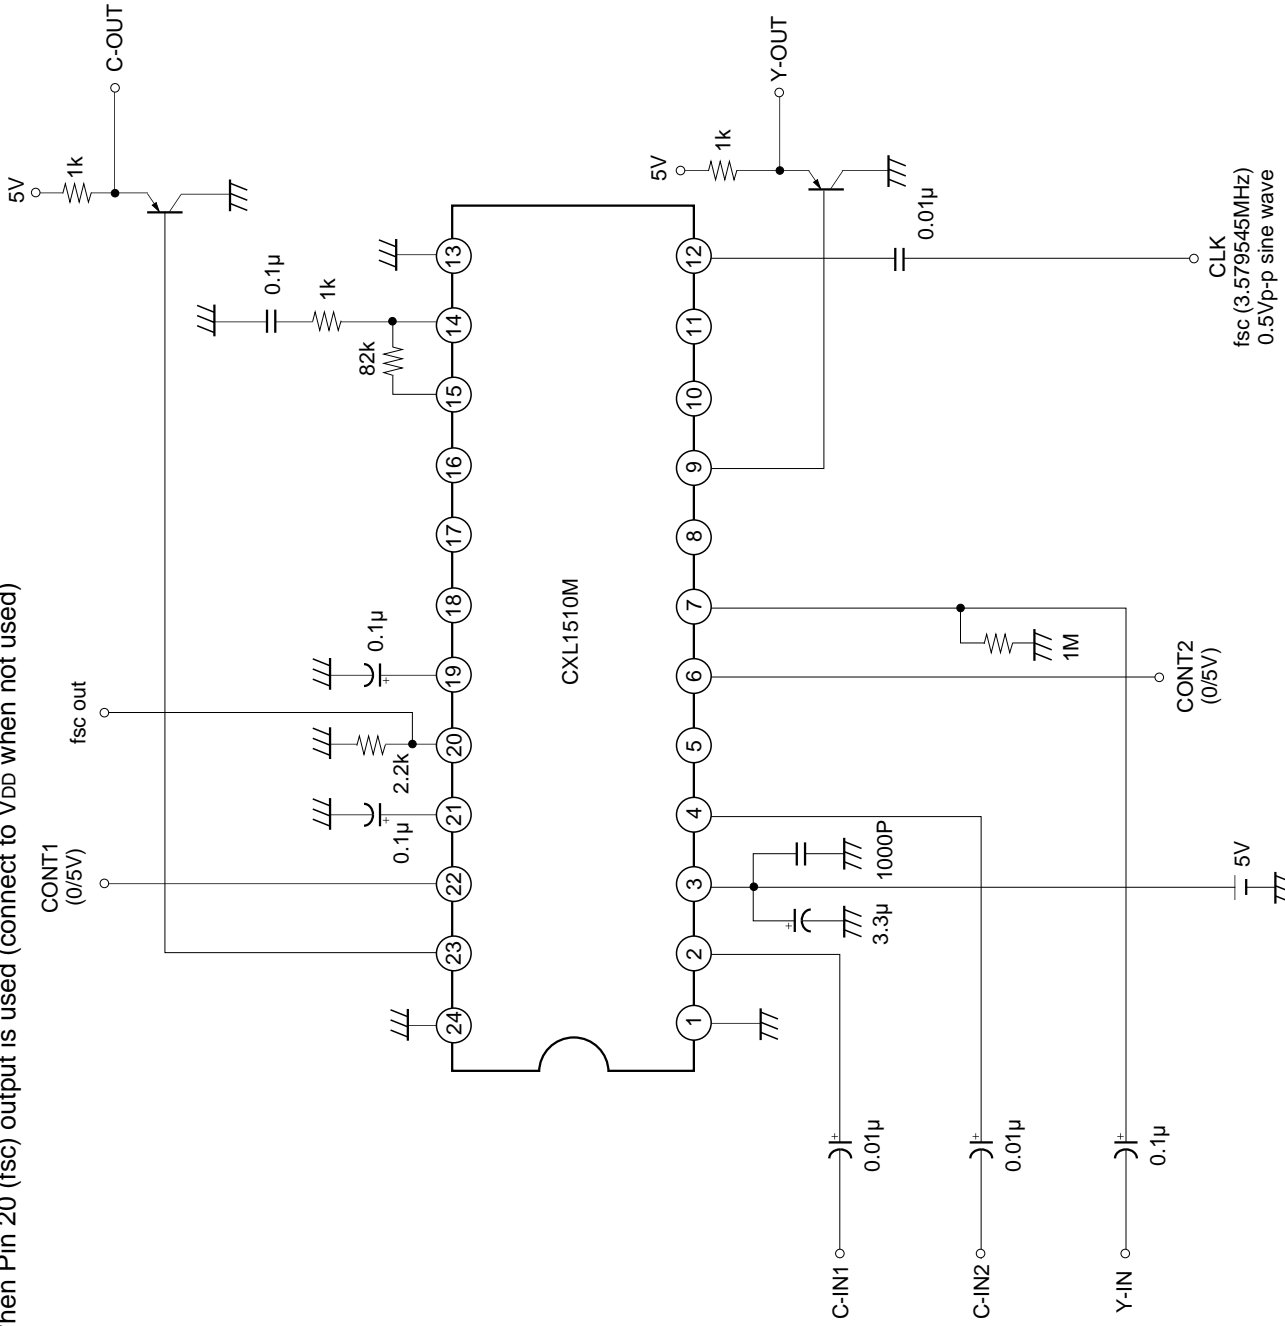 hen Pin 20 (fsc) output is used (connect to VDD when not used)
CONT1
(0/5V)
fsc out
5V
1k
C-OUT
0.1µ
2.2k
0.1µ
82k
1k
0.1µ
24
23
22
21
20
19
18
17
16
15
14
13
CXL1510M
1
2
3
4
5
6
7
8
9
10
11
12
5V
1k
Y-OUT
3.3µ
1000P
1M
0.01µ
C-IN1
0.01µ
C-IN2
0.01µ
Y-IN
0.1µ
5V
CONT2
(0/5V)
CLK
fsc (3.579545MHz)
0.5Vp-p sine wave